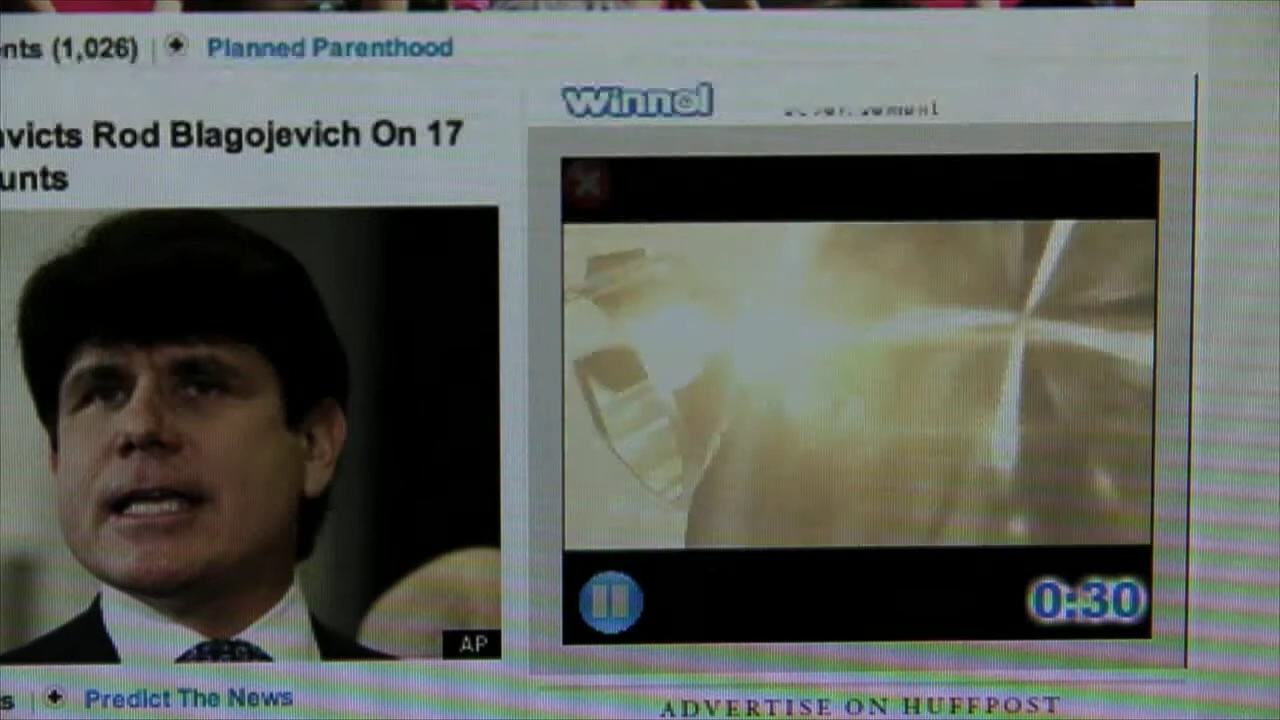 nts (1,026) | Planned Parenthood
Winnol
victs Rod Blagojevich On 17
unts
AP
0:30
s | Predict The News
ADVERTISE ON HUFFPOST